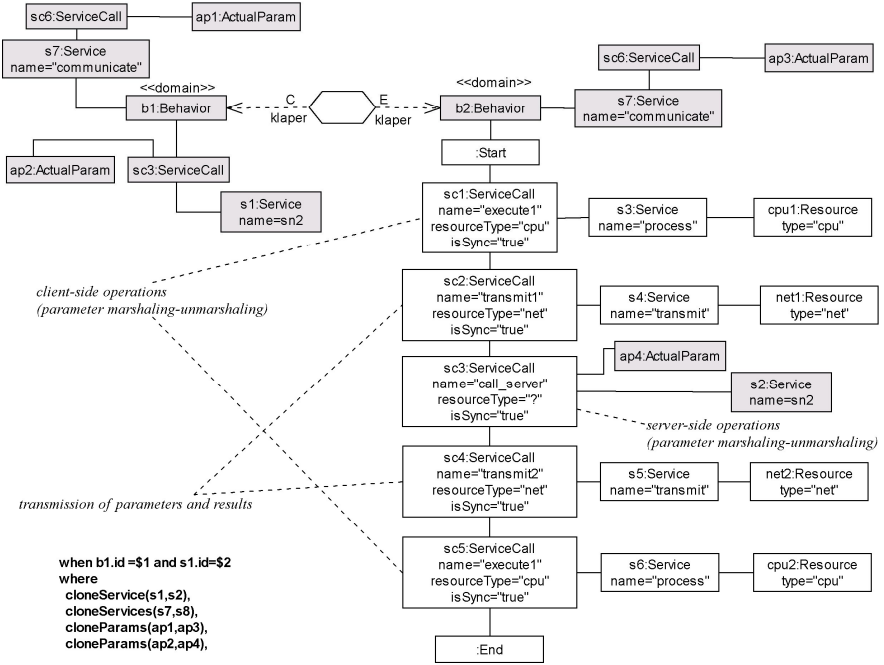 sc6:ServiceCall
ap1:ActualParam
s7:Service
name="communicate"
<<domain>>
b1:Behavior
ap2:ActualParam
sc3:ServiceCall
s1:Service
name=sn2
C
klaper
E
klaper
sc6:ServiceCall
ap3:ActualParam
<<domain>>
b2:Behavior
s7:Service
name="communicate"
:Start
sc1:ServiceCall
name="execute1"
resourceType="cpu"
isSync="true"
s3:Service
name="process"
cpu1:Resource
type="cpu"
client-side operations
(parameter marshaling-unmarshaling)
sc2:ServiceCall
name="transmit1"
resourceType="net"
isSync="true"
s4:Service
name="transmit"
net1:Resource
type="net"
sc3:ServiceCall
name="call_server"
resourceType="?"
isSync="true"
ap4:ActualParam
s2:Service
name=sn2
server-side operations
(parameter marshaling-unmarshaling)
sc4:ServiceCall
name="transmit2"
resourceType="net"
isSync="true"
s5:Service
name="transmit"
net2:Resource
type="net"
transmission of parameters and results
sc5:ServiceCall
name="execute1"
resourceType="cpu"
isSync="true"
s6:Service
name="process"
cpu2:Resource
type="cpu"
:End
when b1.id =$1 and s1.id=$2
where
cloneService(s1,s2),
cloneServices(s7,s8),
cloneParams(ap1,ap3),
cloneParams(ap2,ap4),